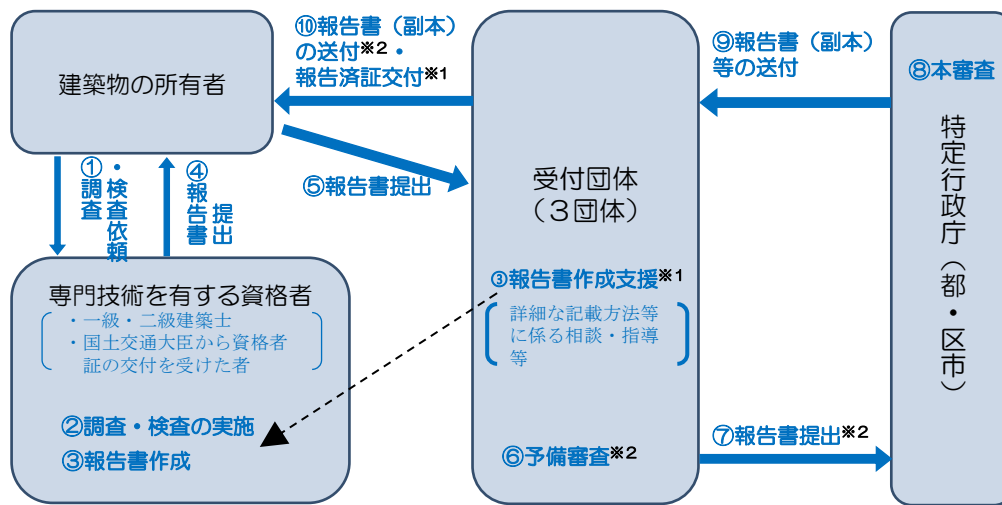 建築物の所有者
⑩報告書（副本）
の送付※2・
報告済証交付※1
⑨報告書（副本）
等の送付
⑧本審査
特定行政庁（都・区市）
①調査・検査依頼
④報告書提出
⑤報告書提出
受付団体
（３団体）
③報告書作成支援※1
詳細な記載方法等
に係る相談・指導
等
専門技術を有する資格者
・一級・二級建築士
・国土交通大臣から資格者
証の交付を受けた者
②調査・検査の実施
③報告書作成
⑥予備審査※2
⑦報告書提出※2